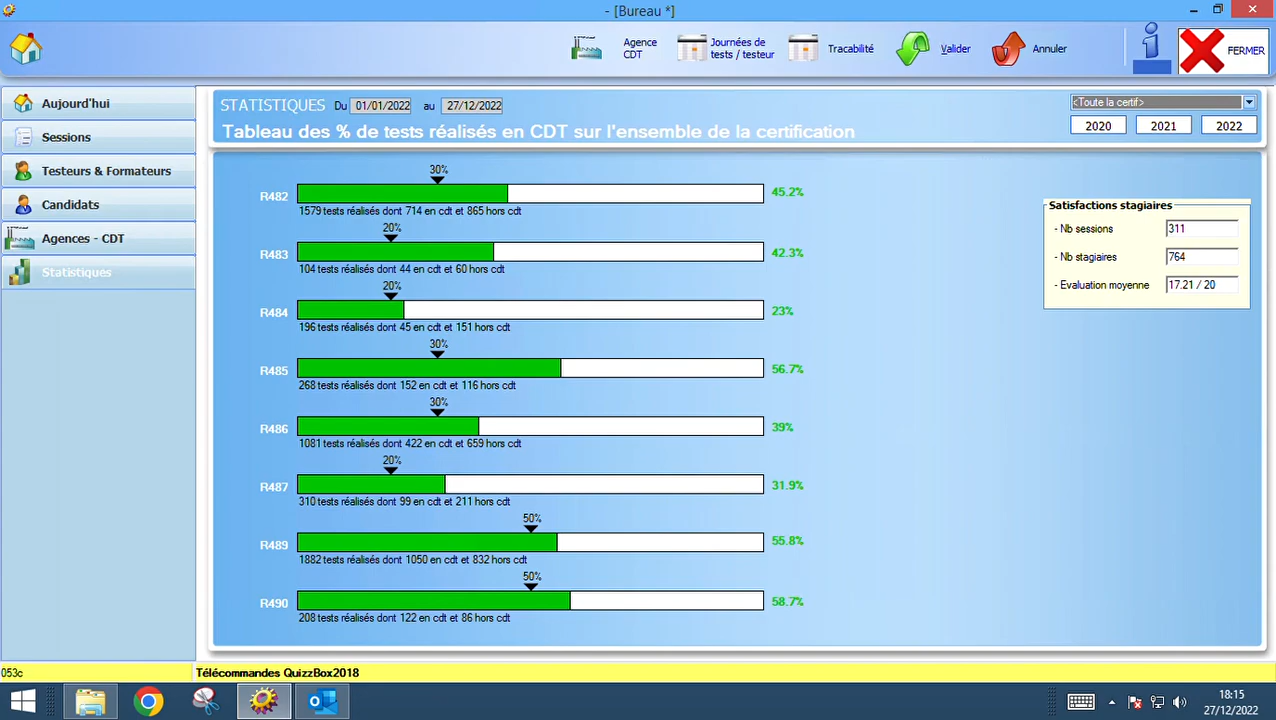 - [Bureau *]
Agence CDT
Journées de tests / testeur
Tracabilité
Valider
Annuler
FERMER
Aujourd'hui
Sessions
Testeurs & Formateurs
Candidats
Agences - CDT
Statistiques
STATISTIQUES Du 01/01/2022 au 27/12/2022
<Toute la certif>
Tableau des % de tests réalisés en CDT sur l'ensemble de la certification
2020 2021 2022
30%
R482 45.2%
1579 tests réalisés dont 714 en cdt et 865 hors cdt
20%
R483 42.3%
104 tests réalisés dont 44 en cdt et 60 hors cdt
20%
R484 23%
196 tests réalisés dont 45 en cdt et 151 hors cdt
30%
R485 56.7%
268 tests réalisés dont 152 en cdt et 116 hors cdt
30%
R486 39%
1081 tests réalisés dont 422 en cdt et 659 hors cdt
20%
R487 31.9%
310 tests réalisés dont 99 en cdt et 211 hors cdt
50%
R489 55.8%
1882 tests réalisés dont 1050 en cdt et 832 hors cdt
50%
R490 58.7%
208 tests réalisés dont 122 en cdt et 86 hors cdt
Satisfactions stagiaires
- Nb sessions 311
- Nb stagiaires 764
- Evaluation moyenne 17.21 / 20
053c
Télécommandes QuizzBox2018
18:15
27/12/2022